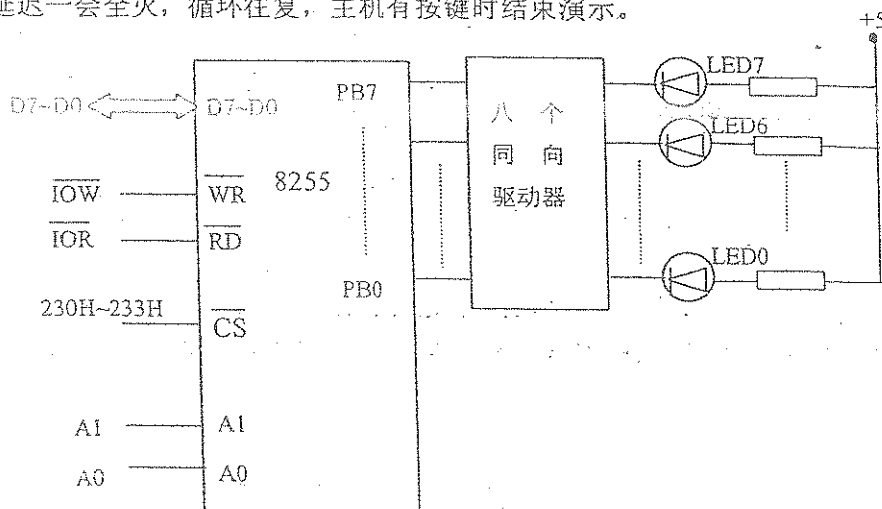 延迟一会全灭，循环往复，主机有按键时结束演示。
+5
LED7
D7~D0
D7~D0
PB7
八 个
同 向
驱动器
LED6
IOW
WR
8255
IOR
RD
LED0
PB0
230H~233H
CS
A1
A1
A0
A0